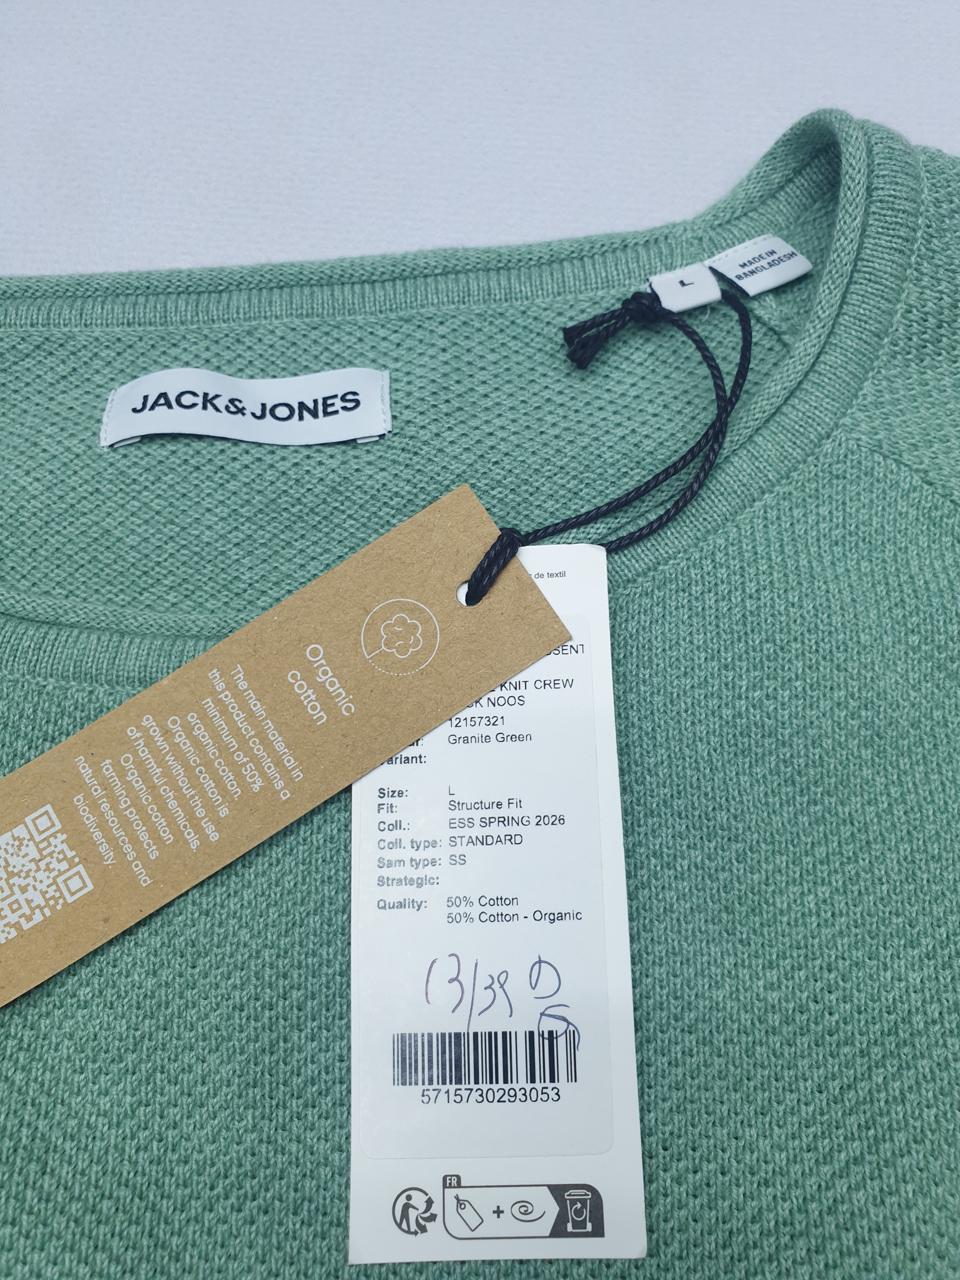 MADE IN
BANGLADESH
L
JACK&JONES
Organic
cotton
The main material in
this product contains a
minimum of 50%
organic cotton.
Organic cotton is
grown without the use
of harmful chemicals.
Organic cotton
farming protects
natural resources and
biodiversity
de textil
KNIT CREW
NOOS
12157321
Granite Green
Size: L
Fit: Structure Fit
Coll.: ESS SPRING 2026
Coll. type: STANDARD
Sam type: SS
Strategic:
Quality: 50% Cotton
50% Cotton - Organic
13/39
5715730293053
FR
+